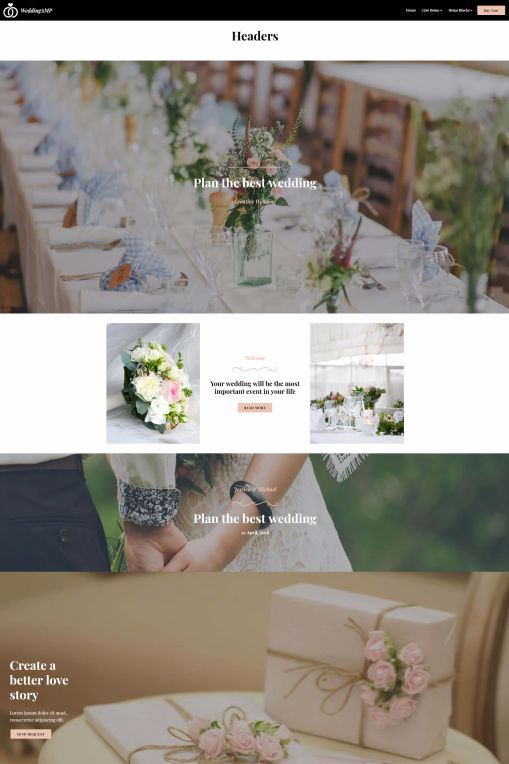 WeddingAMP
Home Live Demo Demo Blocks Buy Now
Headers
Plan the best wedding
Creative Wedding
Welcome
Your wedding will be the most
important event in your life
READ MORE
Jessica & Michael
Plan the best wedding
22 April, 2018
Create a
better love
story
Lorem ipsum dolor sit amet,
consectetur adipiscing elit.
SEND REQUEST